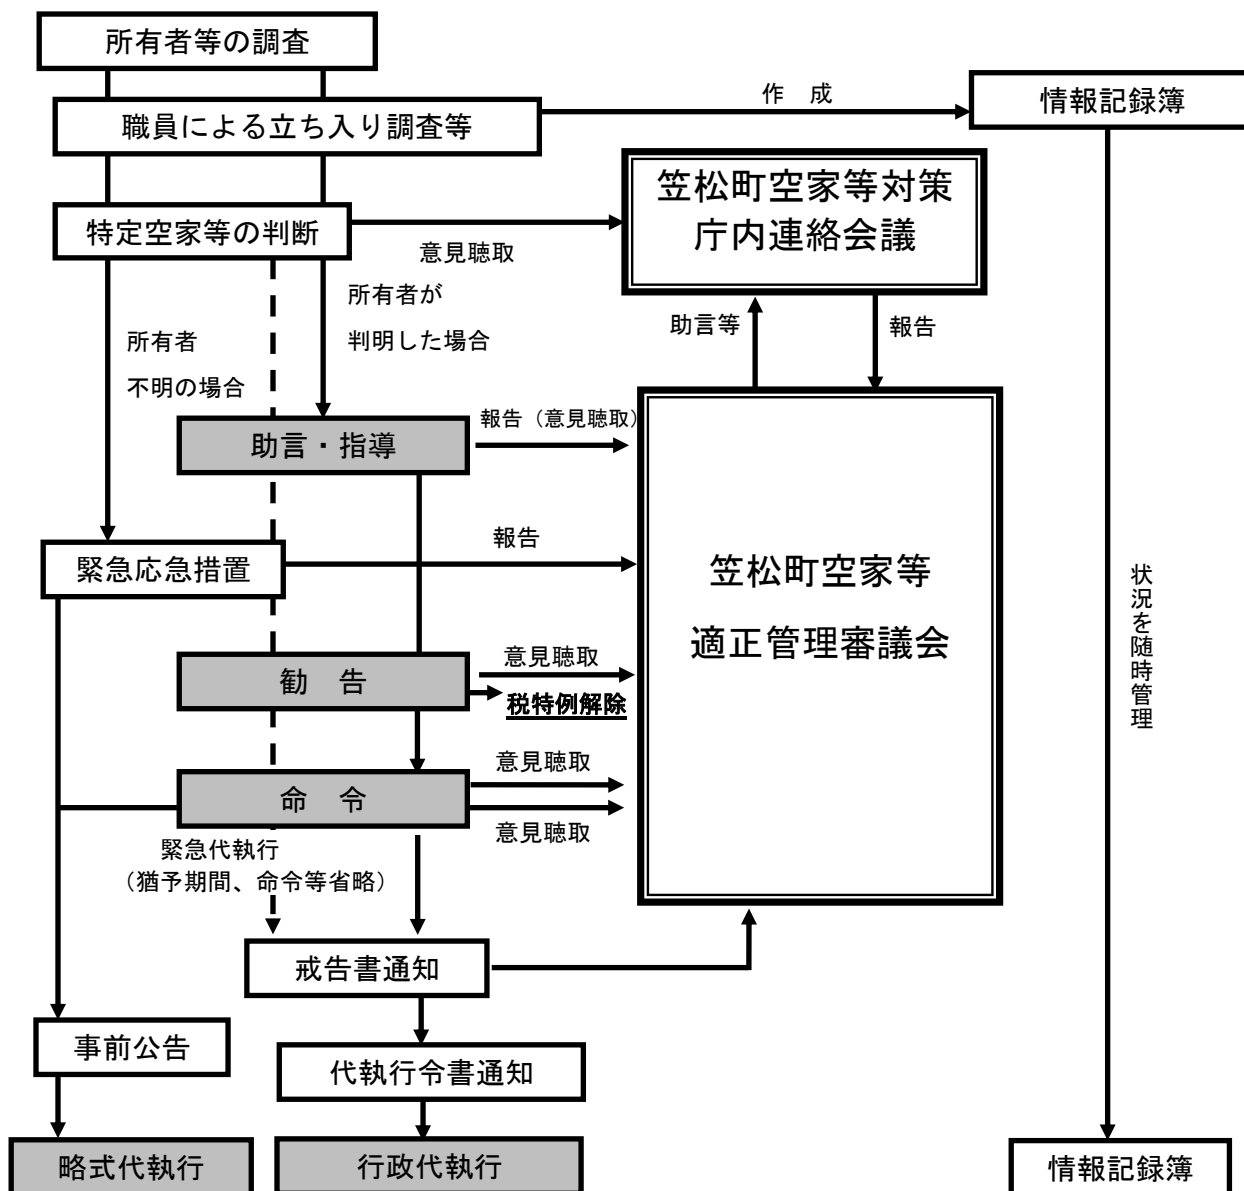 所有者等の調査
作　成
情報記録簿
職員による立ち入り調査等
笠松町空家等対策
庁内連絡会議
特定空家等の判断
意見聴取
所有者が
判明した場合
所有者
不明の場合
助言等
報告
助言・指導
報告（意見聴取）
緊急応急措置
報告
笠松町空家等
適正管理審議会
状況を随時管理
勧　告
意見聴取
税特例解除
命　令
意見聴取
意見聴取
緊急代執行
（猶予期間、命令等省略）
戒告書通知
事前公告
代執行令書通知
略式代執行
行政代執行
情報記録簿